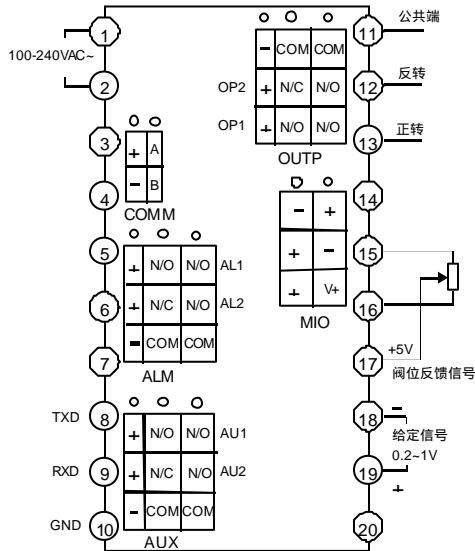 1 11 公共端
- COM COM
100-240VAC~
2 OP2 + N/C N/O 12 反转
OP1 + N/O N/O 13 正转
OUTP
3 + A
- B
COMM
4 14
- +
+ -
+ V+
MIO
5 15
+ N/O N/O AL1
6 + N/C N/O AL2 16
- COM COM
ALM
7 17 +5V
阀位反馈信号
TXD 8 18 -
+ N/O N/O AU1
给定信号
0.2~1V
RXD 9 + N/C N/O AU2 19 +
GND 10 - COM COM 20
AUX